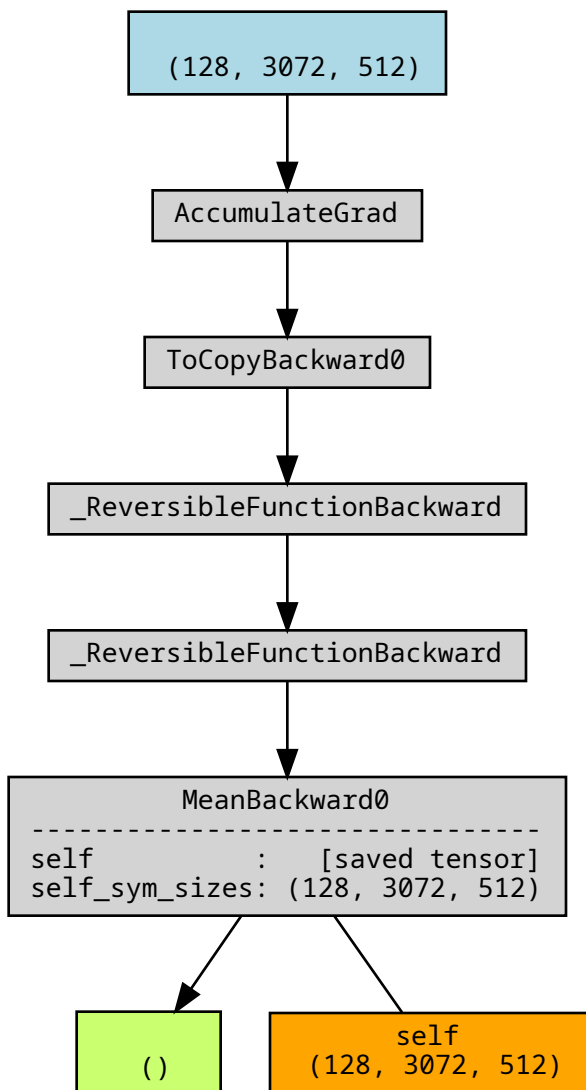 (128, 3072, 512)
AccumulateGrad
ToCopyBackward0
_ReversibleFunctionBackward
_ReversibleFunctionBackward
MeanBackward0
--------------------------------
self          :   [saved tensor]
self_sym_sizes: (128, 3072, 512)
()
self
(128, 3072, 512)